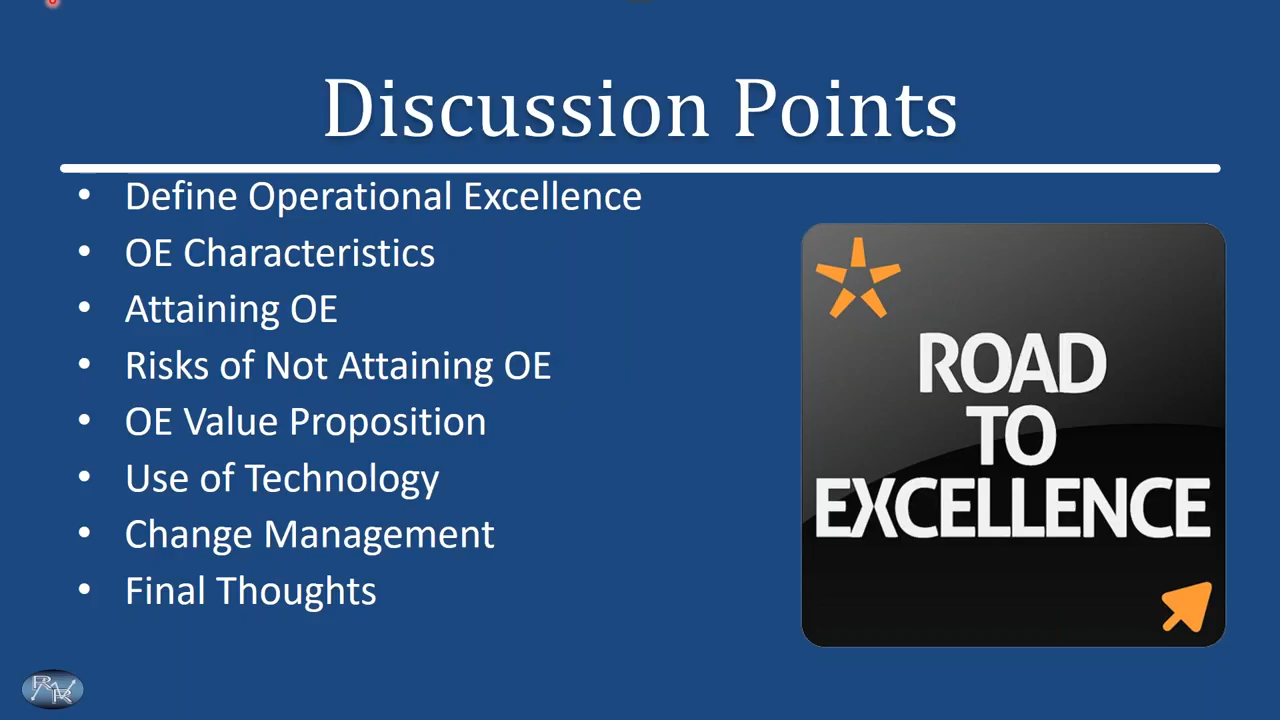 Discussion Points
• Define Operational Excellence
• OE Characteristics
• Attaining OE
• Risks of Not Attaining OE
• OE Value Proposition
• Use of Technology
• Change Management
• Final Thoughts
ROAD
TO
EXCELLENCE
R R